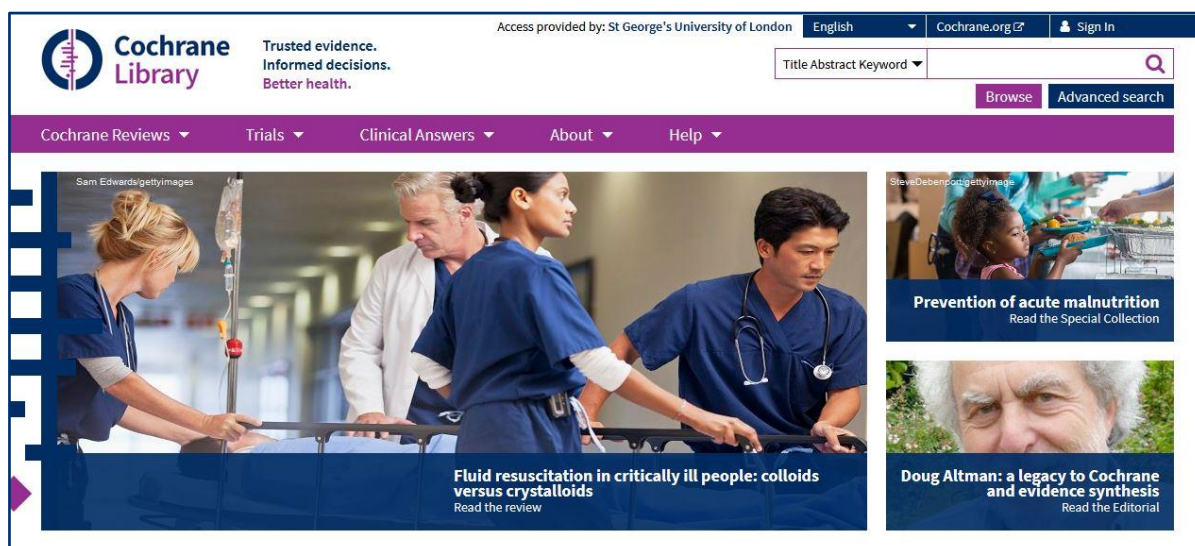 Access provided by: St George's University of London
English
Cochrane.org
Sign In
Cochrane
Library
Trusted evidence.
Informed decisions.
Better health.
Title Abstract Keyword
Browse
Advanced search
Cochrane Reviews
Trials
Clinical Answers
About
Help
Sam Edwards/gettyimages
SteveDebenport/gettyimage
Prevention of acute malnutrition
Read the Special Collection
Fluid resuscitation in critically ill people: colloids
versus crystalloids
Read the review
Doug Altman: a legacy to Cochrane
and evidence synthesis
Read the Editorial